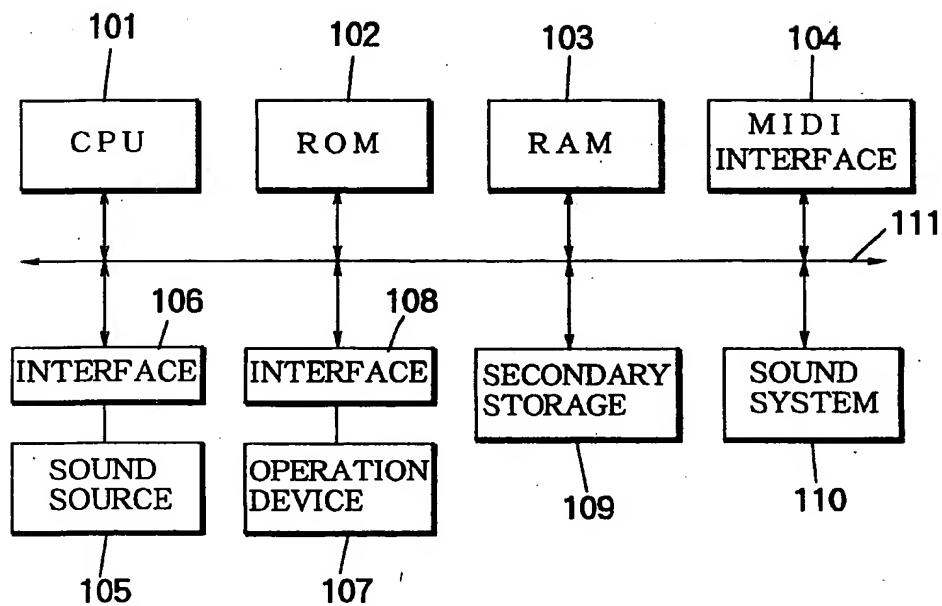 101
102
103
104
CPU
ROM
RAM
MIDI
INTERFACE
111
106
108
INTERFACE
INTERFACE
SECONDARY
STORAGE
SOUND
SYSTEM
SOUND
SOURCE
OPERATION
DEVICE
109
110
105
107